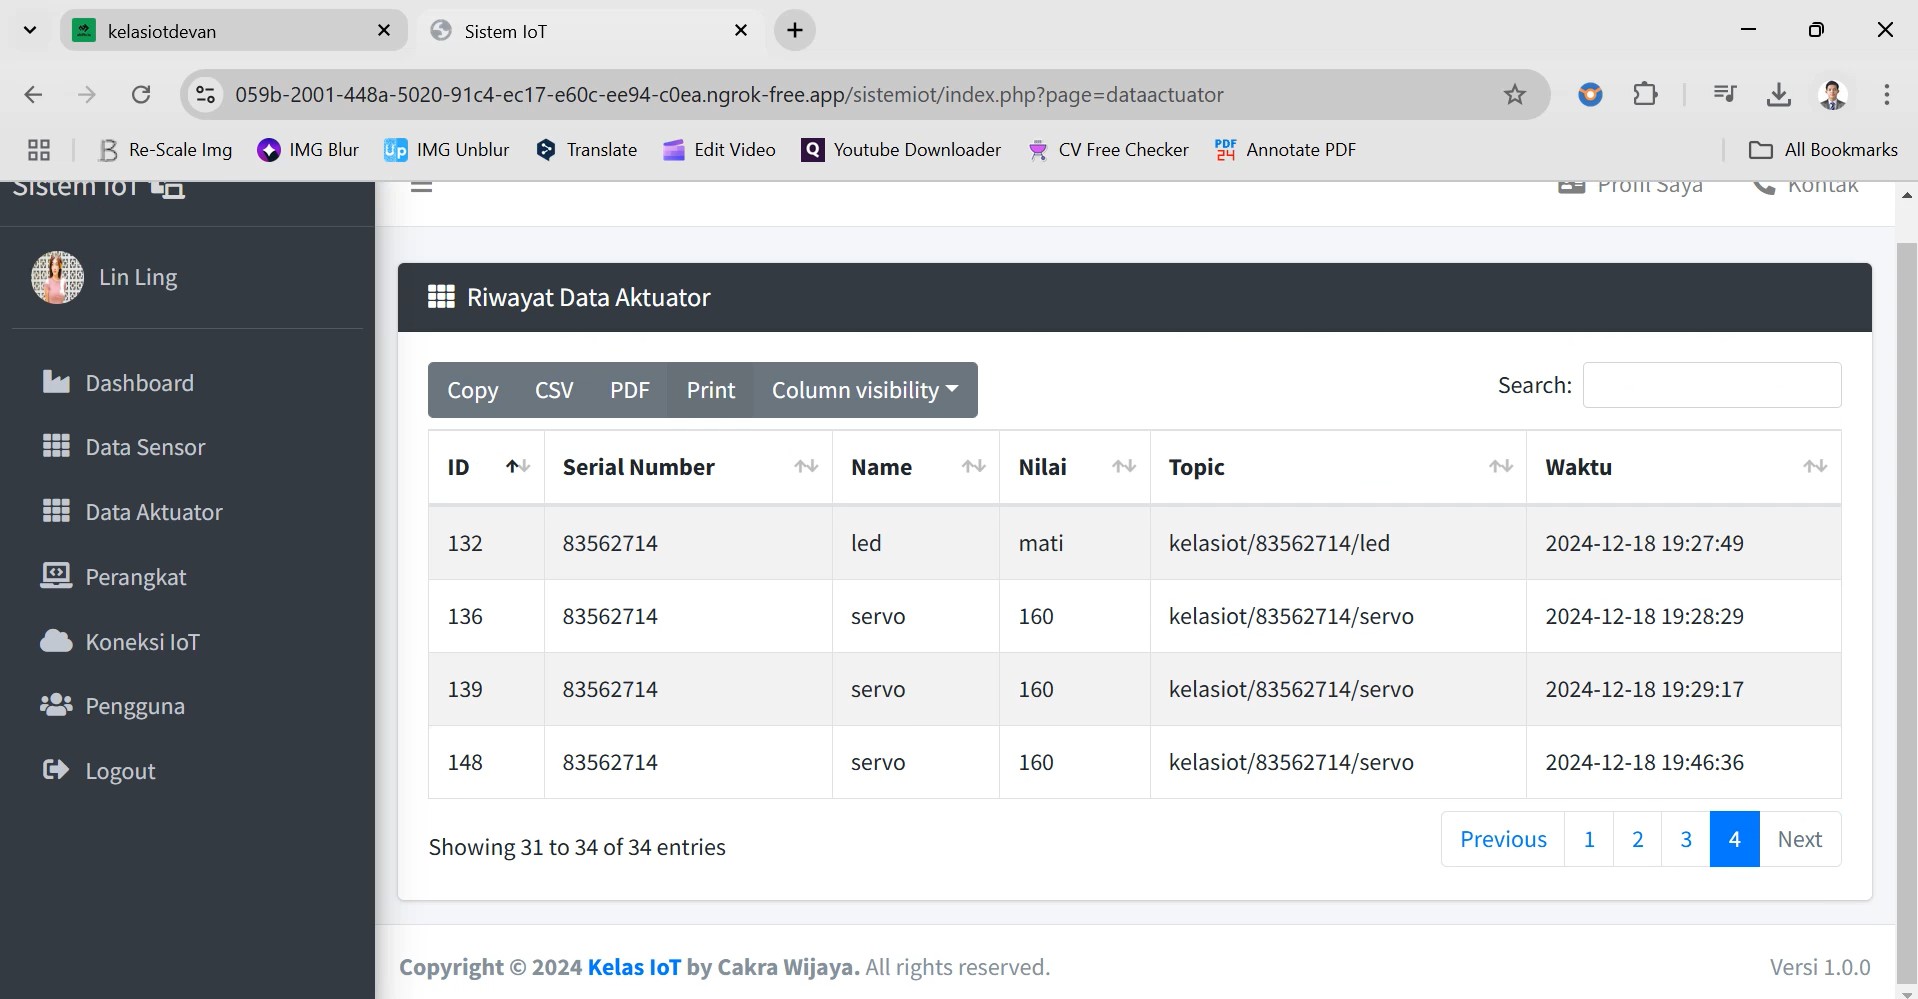 kelasiotdevan
Sistem IoT
059b-2001-448a-5020-91c4-ec17-e60c-ee94-c0ea.ngrok-free.app/sistemiot/index.php?page=dataactuator
Re-Scale Img IMG Blur Up IMG Unblur Translate Edit Video Q Youtube Downloader CV Free Checker PDF 24 Annotate PDF All Bookmarks
Sistem IoT
Profil Saya Kontak
Lin Ling
Dashboard
Data Sensor
Data Aktuator
Perangkat
Koneksi IoT
Pengguna
Logout
Riwayat Data Aktuator
Copy CSV PDF Print Column visibility
Search:
ID Serial Number Name Nilai Topic Waktu
132 83562714 led mati kelasiot/83562714/led 2024-12-18 19:27:49
136 83562714 servo 160 kelasiot/83562714/servo 2024-12-18 19:28:29
139 83562714 servo 160 kelasiot/83562714/servo 2024-12-18 19:29:17
148 83562714 servo 160 kelasiot/83562714/servo 2024-12-18 19:46:36
Showing 31 to 34 of 34 entries
Previous 1 2 3 4 Next
Copyright © 2024 Kelas IoT by Cakra Wijaya. All rights reserved.
Versi 1.0.0